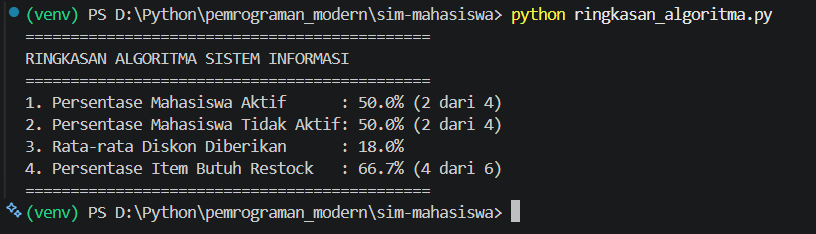 (venv) PS D:\Python\pemrograman_modern\sim-mahasiswa> python ringkasan_algoritma.py
=============================================
RINGKASAN ALGORITMA SISTEM INFORMASI
=============================================
1. Persentase Mahasiswa Aktif      : 50.0% (2 dari 4)
2. Persentase Mahasiswa Tidak Aktif: 50.0% (2 dari 4)
3. Rata-rata Diskon Diberikan      : 18.0%
4. Persentase Item Butuh Restock   : 66.7% (4 dari 6)
=============================================
(venv) PS D:\Python\pemrograman_modern\sim-mahasiswa>